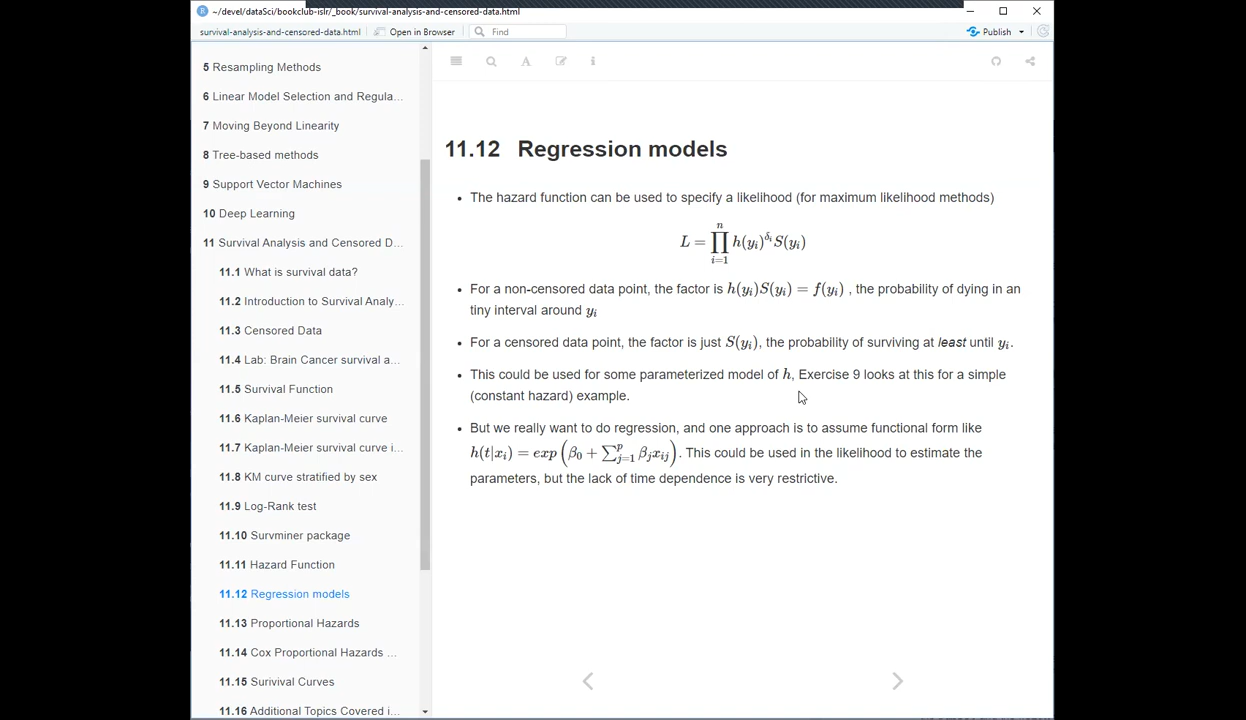 ~/devel/dataSci/bookclub-islr/_book/survival-analysis-and-censored-data.html
survival-analysis-and-censored-data.html Open in Browser Find Publish
5 Resampling Methods
6 Linear Model Selection and Regula...
7 Moving Beyond Linearity
8 Tree-based methods
9 Support Vector Machines
10 Deep Learning
11 Survival Analysis and Censored D...
11.1 What is survival data?
11.2 Introduction to Survival Analy...
11.3 Censored Data
11.4 Lab: Brain Cancer survival a...
11.5 Survival Function
11.6 Kaplan-Meier survival curve
11.7 Kaplan-Meier survival curve i...
11.8 KM curve stratified by sex
11.9 Log-Rank test
11.10 Survminer package
11.11 Hazard Function
11.12 Regression models
11.13 Proportional Hazards
11.14 Cox Proportional Hazards ...
11.15 Surivival Curves
11.16 Additional Topics Covered i...
11.12 Regression models
• The hazard function can be used to specify a likelihood (for maximum likelihood methods)
L = ∏_{i=1}^{n} h(y_i)^{δ_i} S(y_i)
• For a non-censored data point, the factor is h(y_i)S(y_i) = f(y_i) , the probability of dying in an
tiny interval around y_i
• For a censored data point, the factor is just S(y_i), the probability of surviving at least until y_i.
• This could be used for some parameterized model of h, Exercise 9 looks at this for a simple
(constant hazard) example.
• But we really want to do regression, and one approach is to assume functional form like
h(t|x_i) = exp(β_0 + ∑_{j=1}^{p} β_j x_{ij}). This could be used in the likelihood to estimate the
parameters, but the lack of time dependence is very restrictive.